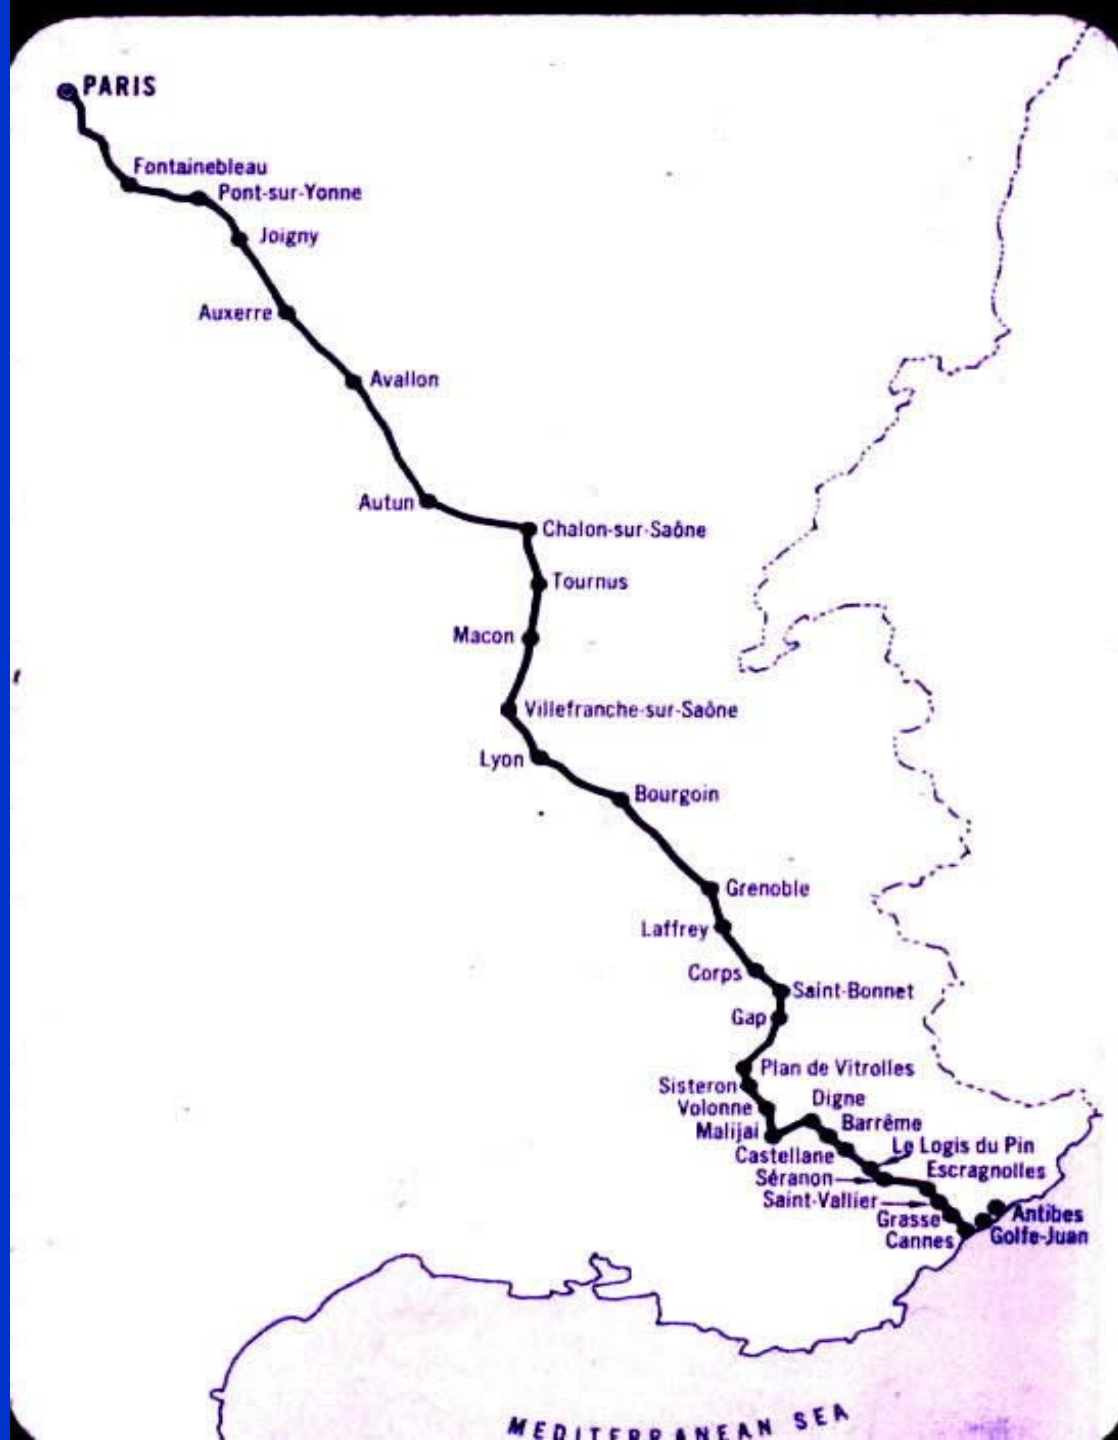 PARIS
Fontainebleau
Pont-sur-Yonne
Joigny
Auxerre
Avallon
Autun
Chalon-sur-Saône
Tournus
Macon
Villefranche-sur-Saône
Lyon
Bourgoin
Grenoble
Laffrey
Corps
Saint-Bonnet
Gap
Plan de Vitrolles
Sisteron
Digne
Volonne
Barrême
Malijai
Le Logis du Pin
Castellane
Escragnolles
Séranon
Saint-Vallier
Antibes
Grasse
Golfe-Juan
Cannes
MEDITERRANEAN SEA